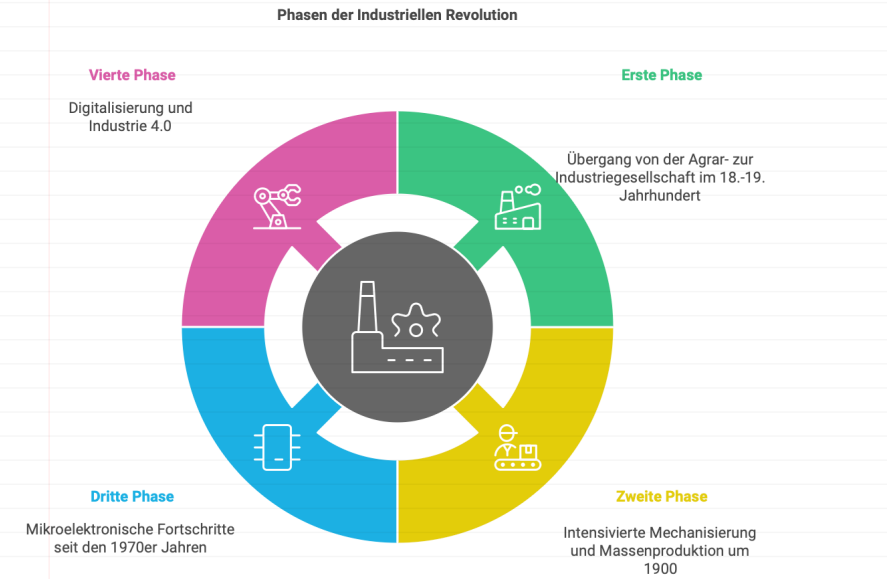 Phasen der Industriellen Revolution
Vierte Phase
Digitalisierung und
Industrie 4.0
Erste Phase
Übergang von der Agrar- zur
Industriegesellschaft im 18.-19.
Jahrhundert
Dritte Phase
Mikroelektronische Fortschritte
seit den 1970er Jahren
Zweite Phase
Intensivierte Mechanisierung
und Massenproduktion um
1900